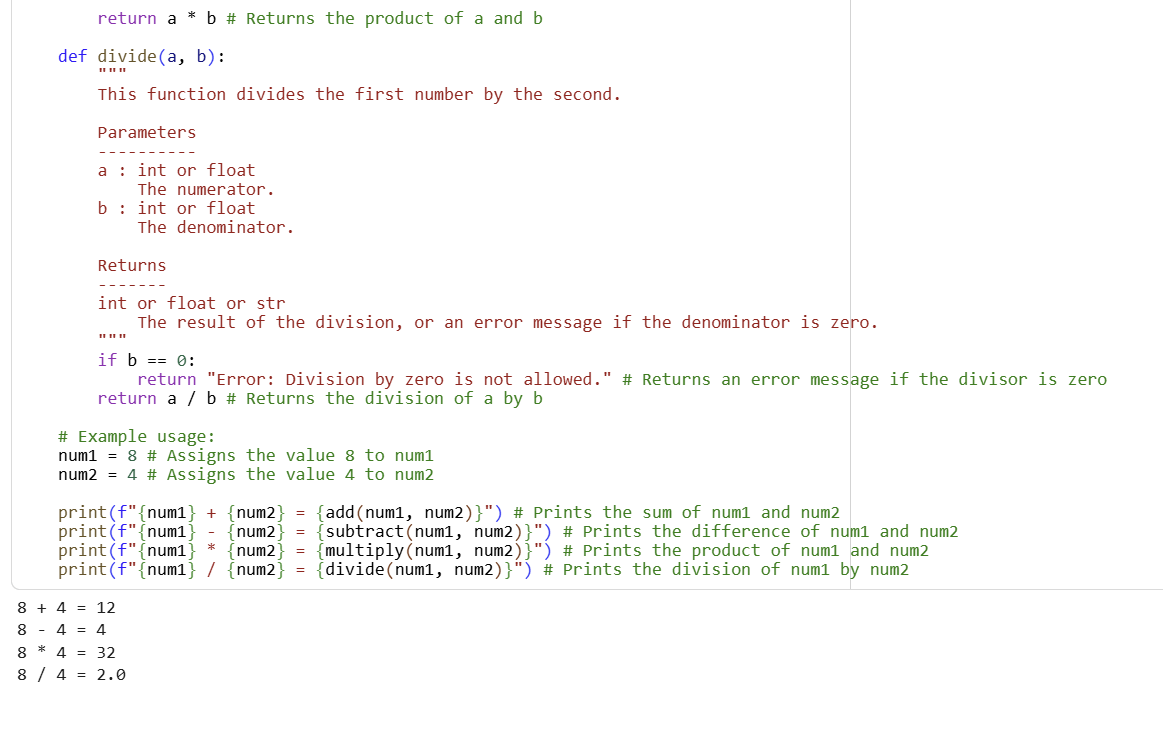 return a * b # Returns the product of a and b
def divide(a, b):
"""
This function divides the first number by the second.
Parameters
----------
a : int or float
The numerator.
b : int or float
The denominator.
Returns
-------
int or float or str
The result of the division, or an error message if the denominator is zero.
"""
if b == 0:
return "Error: Division by zero is not allowed." # Returns an error message if the divisor is zero
return a / b # Returns the division of a by b
# Example usage:
num1 = 8 # Assigns the value 8 to num1
num2 = 4 # Assigns the value 4 to num2
print(f"{num1} + {num2} = {add(num1, num2)}") # Prints the sum of num1 and num2
print(f"{num1} - {num2} = {subtract(num1, num2)}") # Prints the difference of num1 and num2
print(f"{num1} * {num2} = {multiply(num1, num2)}") # Prints the product of num1 and num2
print(f"{num1} / {num2} = {divide(num1, num2)}") # Prints the division of num1 by num2
8 + 4 = 12
8 - 4 = 4
8 * 4 = 32
8 / 4 = 2.0